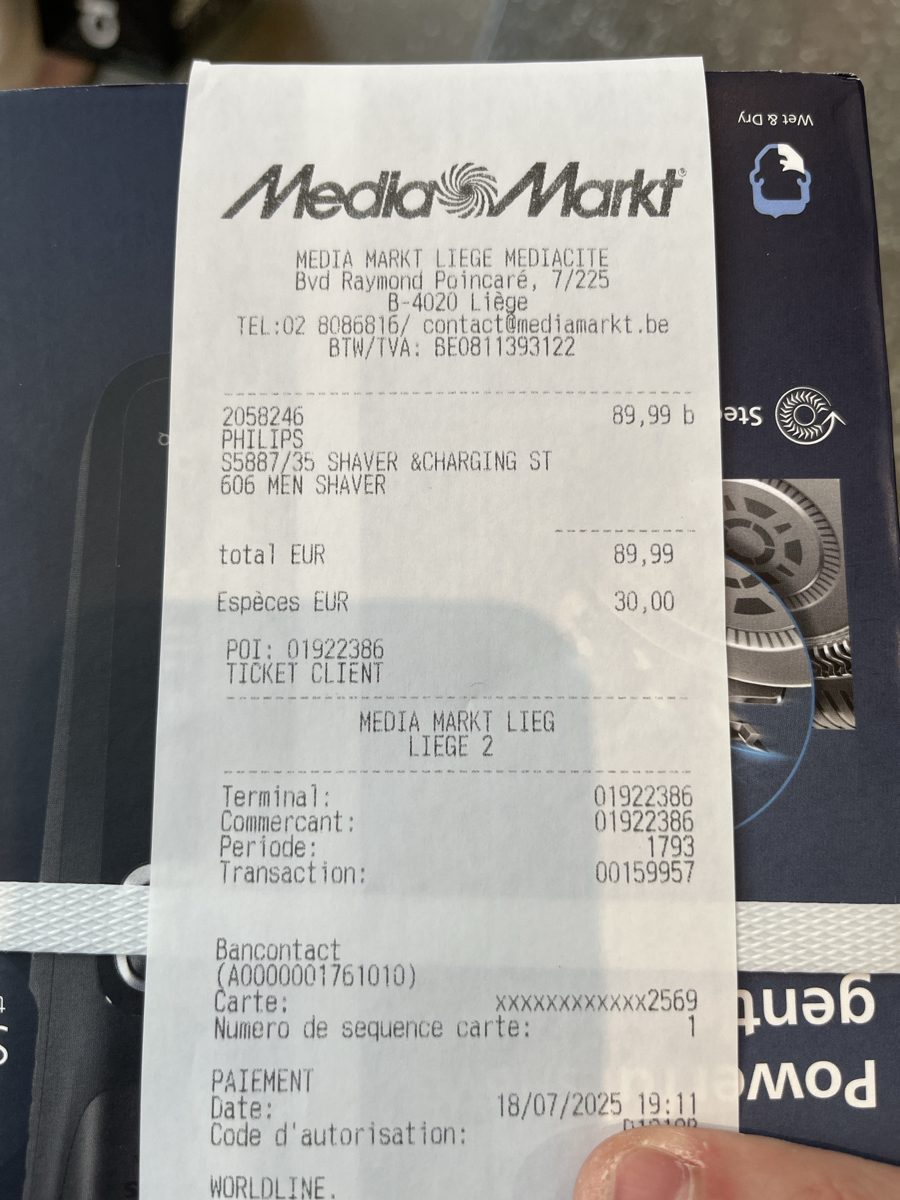 Media Markt
MEDIA MARKT LIEGE MEDIACITE
Bvd Raymond Poincaré, 7/225
B-4020 Liège
TEL:02 8086816/ contact@mediamarkt.be
BTW/TVA: BE0811393122
2058246 89,99 b
PHILIPS
S5887/35 SHAVER &CHARGING ST
606 MEN SHAVER
total EUR 89,99
Espèces EUR 30,00
POI: 01922386
TICKET CLIENT
MEDIA MARKT LIEG
LIEGE 2
Terminal: 01922386
Commercant: 01922386
Periode: 1793
Transaction: 00159957
Bancontact
(A0000001761010)
Carte: xxxxxxxxxxxx2569
Numero de sequence carte: 1
PAIEMENT
Date: 18/07/2025 19:11
Code d'autorisation:
WORLDLINE.
Wet & Dry